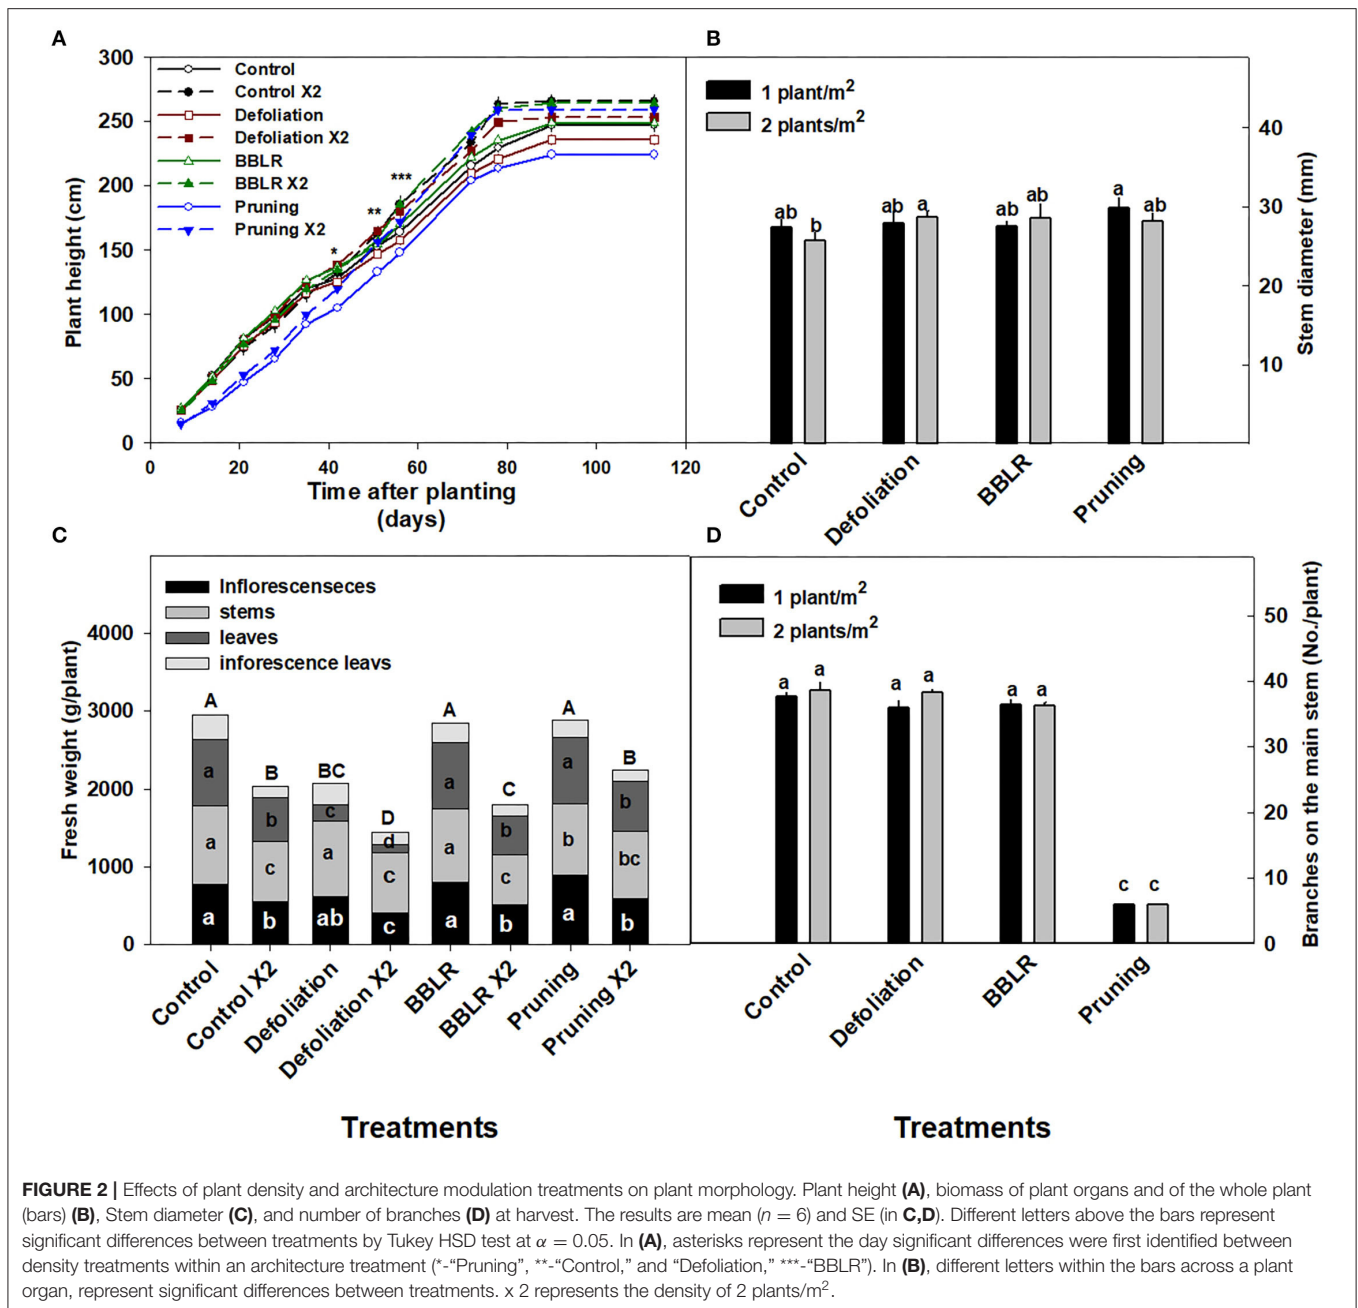 A
300
250
200
150
100
50
0
Plant height (cm)
Control
Control X2
Defoliation
Defoliation X2
BBLR
BBLR X2
Pruning
Pruning X2
*
**
***
0 20 40 60 80 100 120
Time after planting
(days)
B
1 plant/m²
2 plants/m²
ab b ab a ab ab a ab
40
30
20
10
Stem diameter (mm)
Control Defoliation BBLR Pruning
C
Inflorescenseces
stems
leaves
inforescence leavs
4000
3000
2000
1000
0
Fresh weight (g/plant)
A B BC D A C A B
a b c d a b a b
a c a c a c b bc
a b ab c a b a b
Control Control X2 Defoliation Defoliation X2 BBLR BBLR X2 Pruning Pruning X2
Treatments
D
1 plant/m²
2 plants/m²
a a a a a a c c
50
40
30
20
10
0
Branches on the main stem (No./plant)
Control Defoliation BBLR Pruning
Treatments
FIGURE 2 | Effects of plant density and architecture modulation treatments on plant morphology. Plant height (A), biomass of plant organs and of the whole plant
(bars) (B), Stem diameter (C), and number of branches (D) at harvest. The results are mean (n = 6) and SE (in C,D). Different letters above the bars represent
significant differences between treatments by Tukey HSD test at α = 0.05. In (A), asterisks represent the day significant differences were first identified between
density treatments within an architecture treatment (*-“Pruning”, **-“Control,” and “Defoliation,” ***-“BBLR”). In (B), different letters within the bars across a plant
organ, represent significant differences between treatments. x 2 represents the density of 2 plants/m².